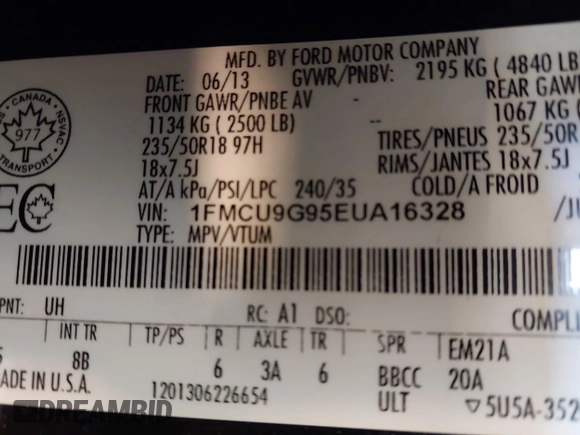 MFD. BY FORD MOTOR COMPANY
DATE: 06/13 GVWR/PNBV: 2195 KG ( 4840 LB
FRONT GAWR/PNBE AV - REAR GAWR
1134 KG ( 2500 LB) 1067 KG (
235/50R18 97H TIRES/PNEUS 235/50R
18x7.5J RIMS/JANTES 18x7.5J
AT/A kPa/PSI/LPC 240/35 COLD/A FROID
VIN: 1FMCU9G95EUA16328
TYPE: MPV/VTUM
CANADA
977
NSVAC
TRANSPORT
EC
PNT: UH RC: A1 DSO: COMPLI
INT TR TP/PS R AXLE TR SPR EM21A
8B 6 3A 6 BBCC 20A
MADE IN U.S.A. 1201306226654 ULT ▽5U5A-352
DREAMBID